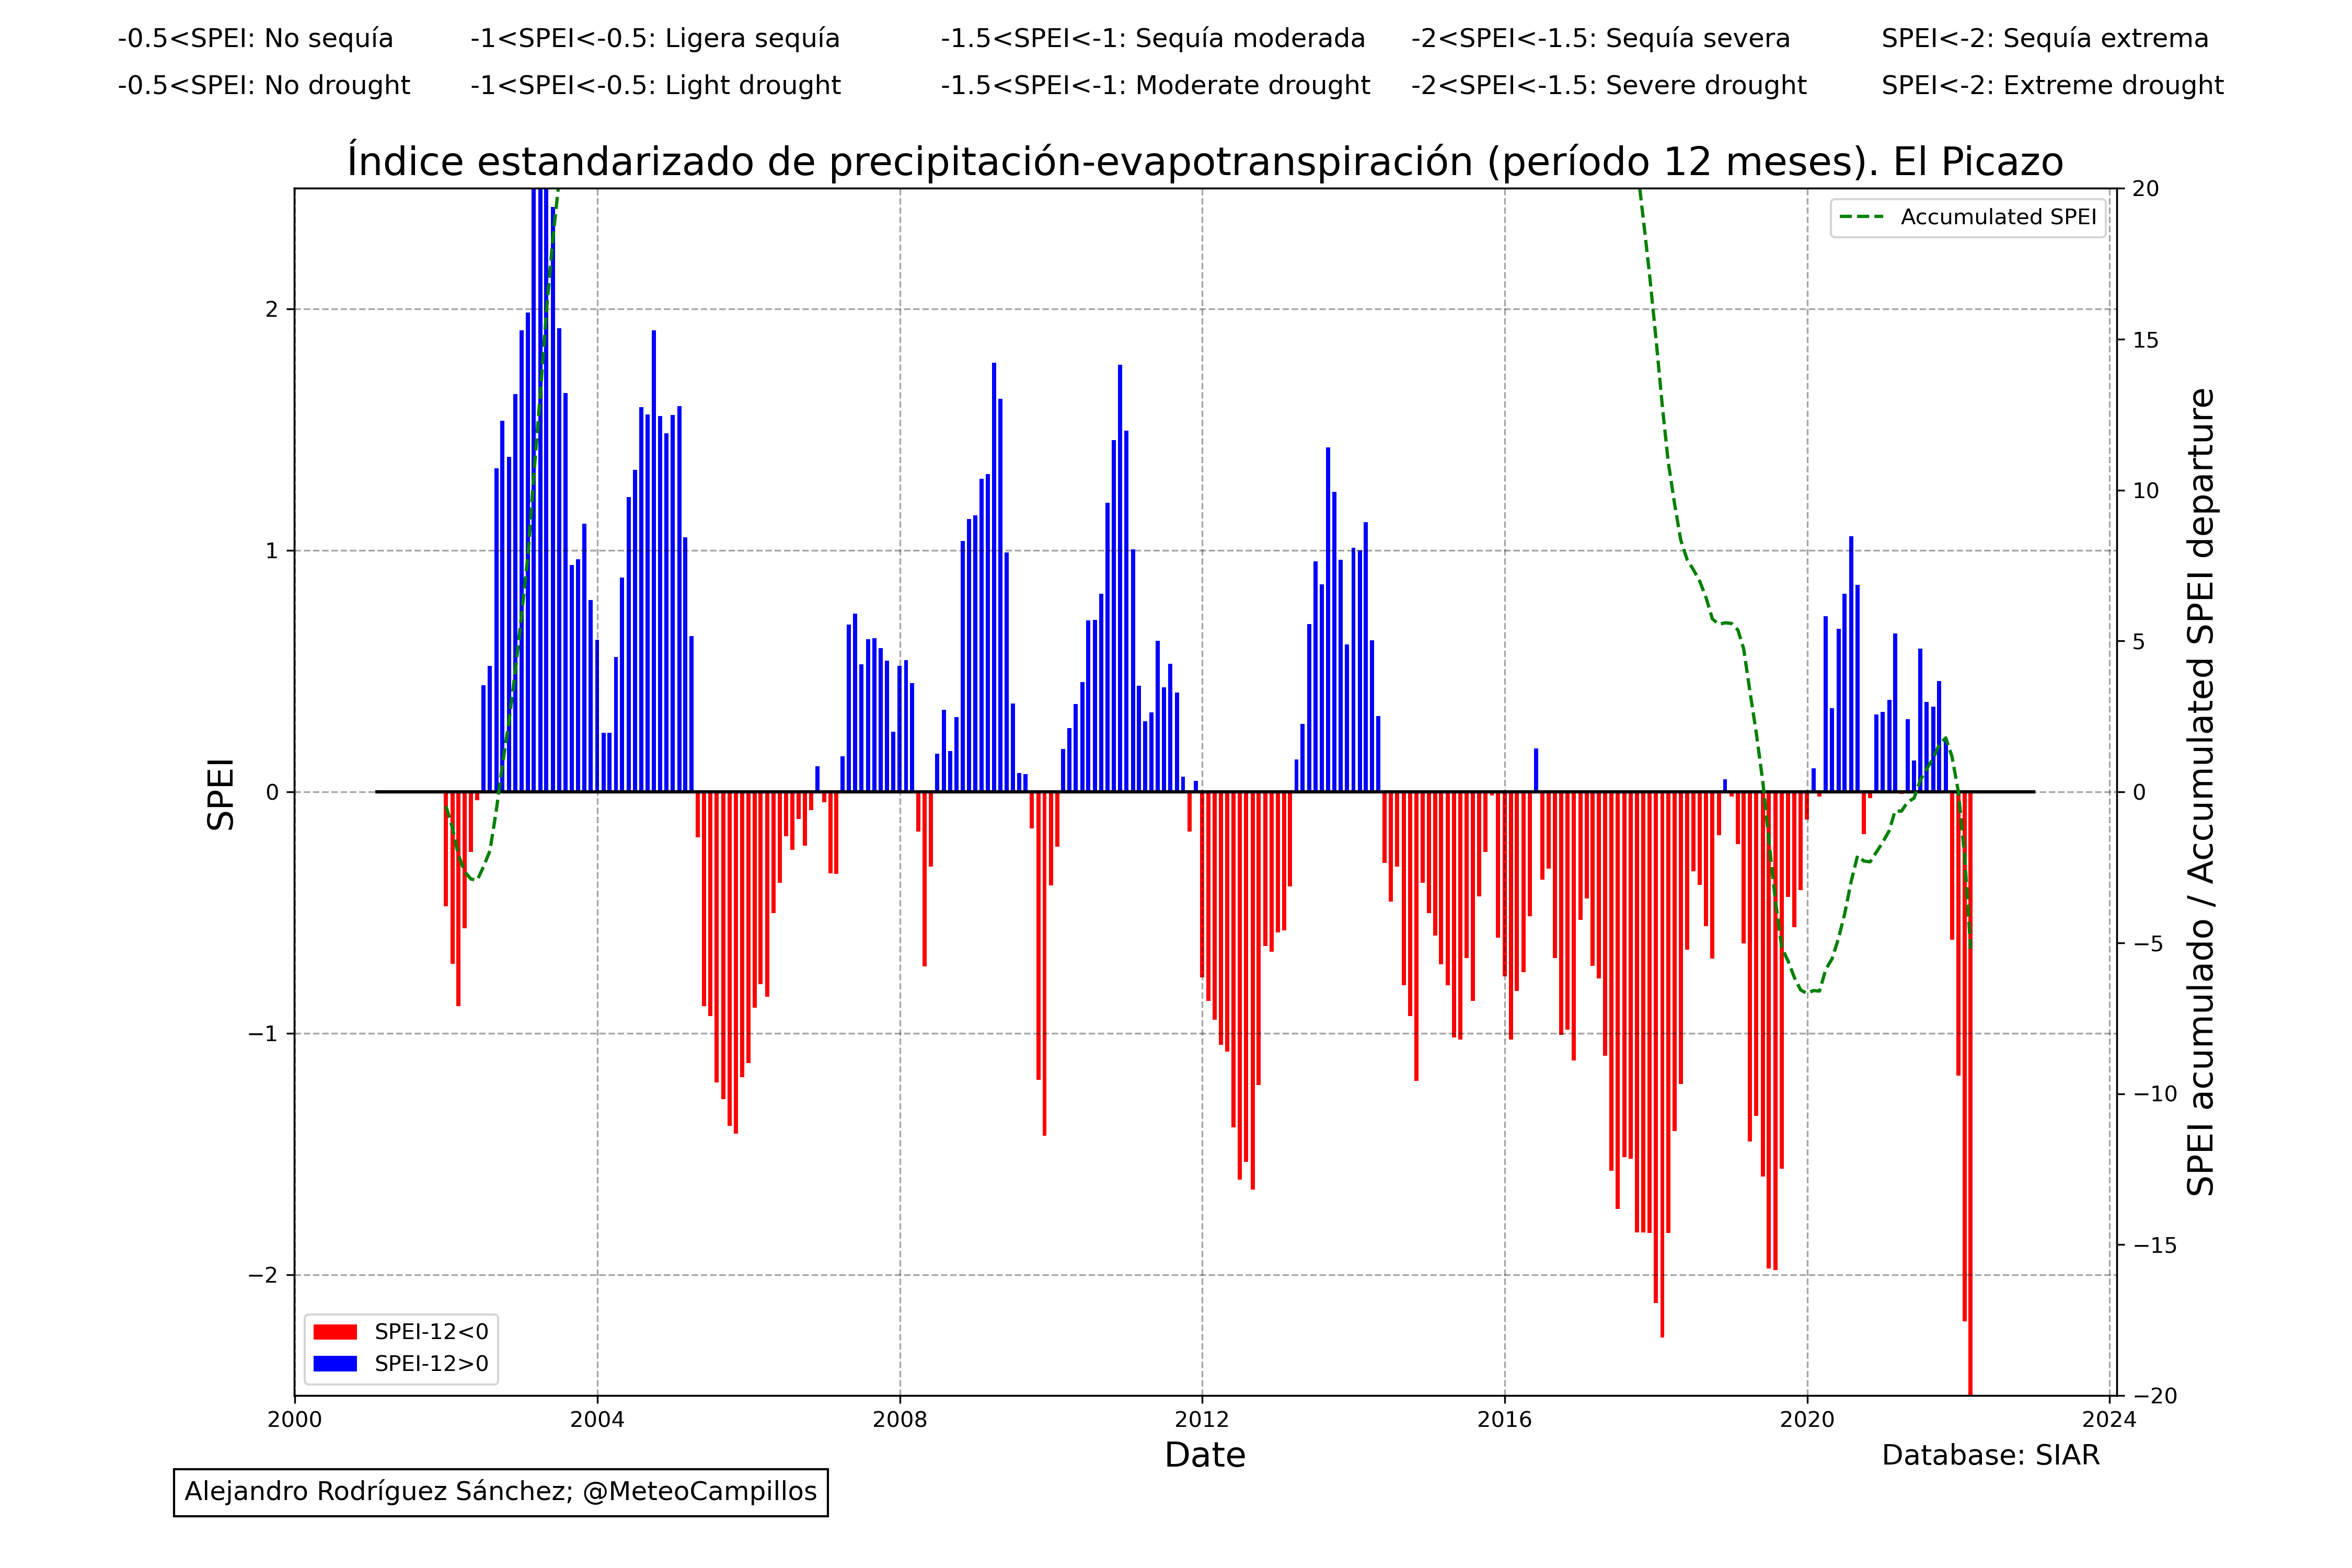 -0.5<SPEI: No sequía -1<SPEI<-0.5: Ligera sequía -1.5<SPEI<-1: Sequía moderada -2<SPEI<-1.5: Sequía severa SPEI<-2: Sequía extrema
-0.5<SPEI: No drought -1<SPEI<-0.5: Light drought -1.5<SPEI<-1: Moderate drought -2<SPEI<-1.5: Severe drought SPEI<-2: Extreme drought
Índice estandarizado de precipitación-evapotranspiración (período 12 meses). El Picazo
Accumulated SPEI
SPEI
2
1
0
−1
−2
20
15
10
5
0
−5
−10
−15
−20
SPEI acumulado / Accumulated SPEI departure
SPEI-12<0
SPEI-12>0
2000 2004 2008 2012 2016 2020 2024
Date
Database: SIAR
Alejandro Rodríguez Sánchez; @MeteoCampillos